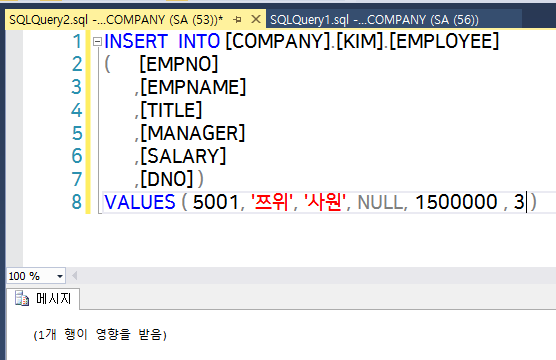 SQLQuery2.sql -...COMPANY (SA (53))* SQLQuery1.sql -...COMPANY (SA (56))
1 INSERT INTO [COMPANY].[KIM].[EMPLOYEE]
2 ( [EMPNO]
3 ,[EMPNAME]
4 ,[TITLE]
5 ,[MANAGER]
6 ,[SALARY]
7 ,[DNO] )
8 VALUES ( 5001, '쯔위', '사원', NULL, 1500000 , 3 )
100 %
메시지
(1개 행이 영향을 받음)